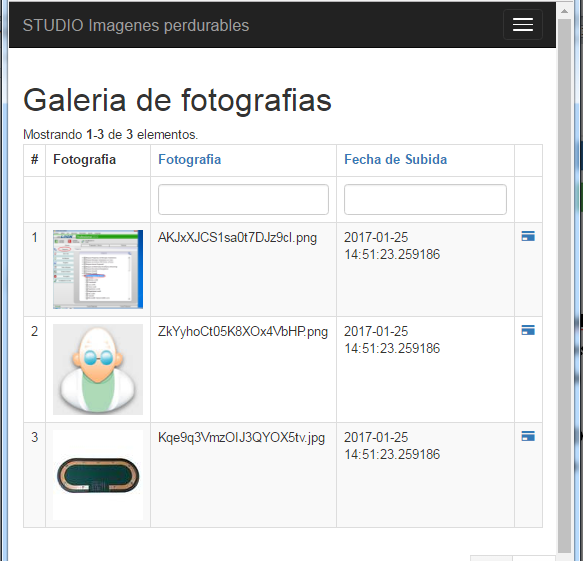 STUDIO Imagenes perdurables
Galeria de fotografias
Mostrando 1-3 de 3 elementos.
# Fotografia Fotografia Fecha de Subida
1 AKJxXJCS1sa0t7DJz9cI.png 2017-01-25
14:51:23.259186
2 ZkYyhoCt05K8XOx4VbHP.png 2017-01-25
14:51:23.259186
3 Kqe9q3VmzOIJ3QYOX5tv.jpg 2017-01-25
14:51:23.259186